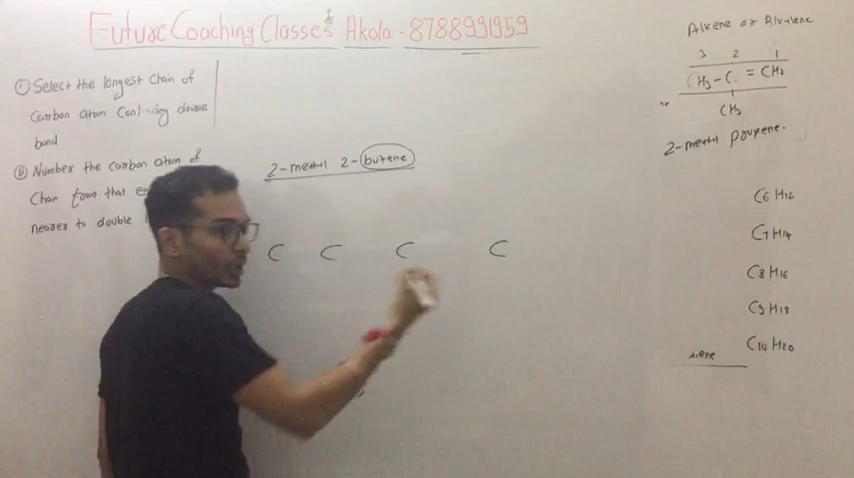 Future Coaching Classes Akola - 8788991959
① Select the longest chain of
Carbon atom Containing double
bond
② Number the carbon atom of
Chain from that e
nearer to double
2-methyl 2-butene
C C C C
Alkene or Alkylene
3 2 1
CH3 - C = CH2
CH3
2-methyl propene.
C6 H12
C7 H14
C8 H16
C9 H18
C10 H20